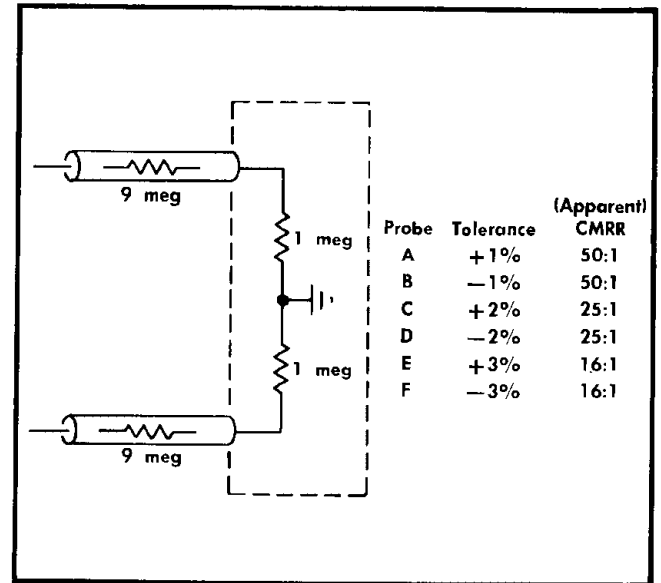 9 meg
1 meg
1 meg
9 meg
(Apparent)
Probe Tolerance CMRR
A +1% 50:1
B −1% 50:1
C +2% 25:1
D −2% 25:1
E +3% 16:1
F −3% 16:1